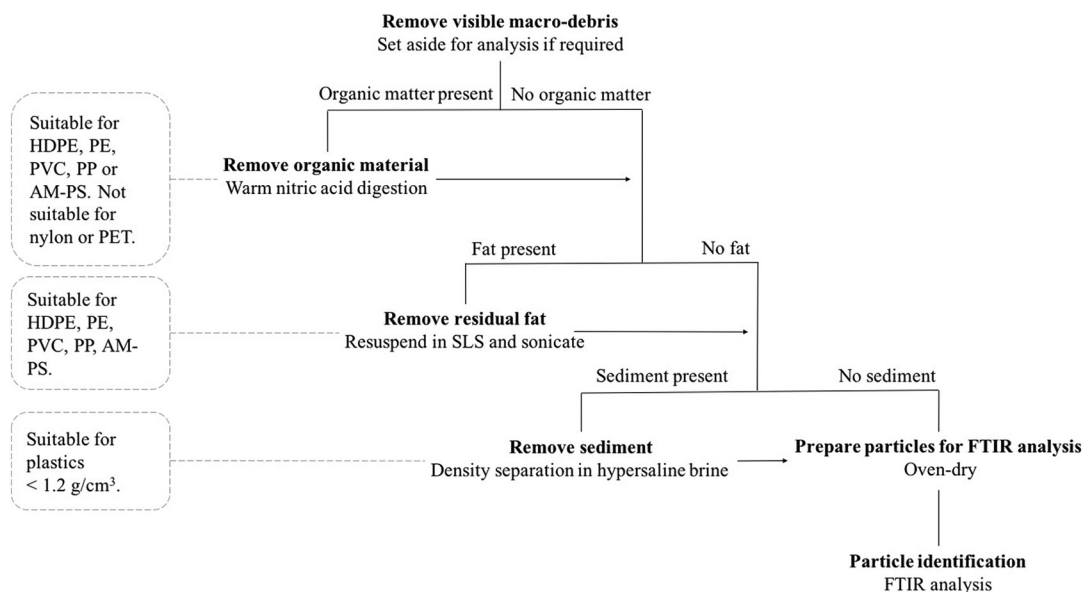 Remove visible macro-debris
Set aside for analysis if required
Organic matter present
No organic matter
Suitable for
HDPE, PE,
PVC, PP or
AM-PS. Not
suitable for
nylon or PET.
Remove organic material
Warm nitric acid digestion
Fat present
No fat
Suitable for
HDPE, PE,
PVC, PP, AM-
PS.
Remove residual fat
Resuspend in SLS and sonicate
Sediment present
No sediment
Suitable for
plastics
< 1.2 g/cm³.
Remove sediment
Density separation in hypersaline brine
Prepare particles for FTIR analysis
Oven-dry
Particle identification
FTIR analysis